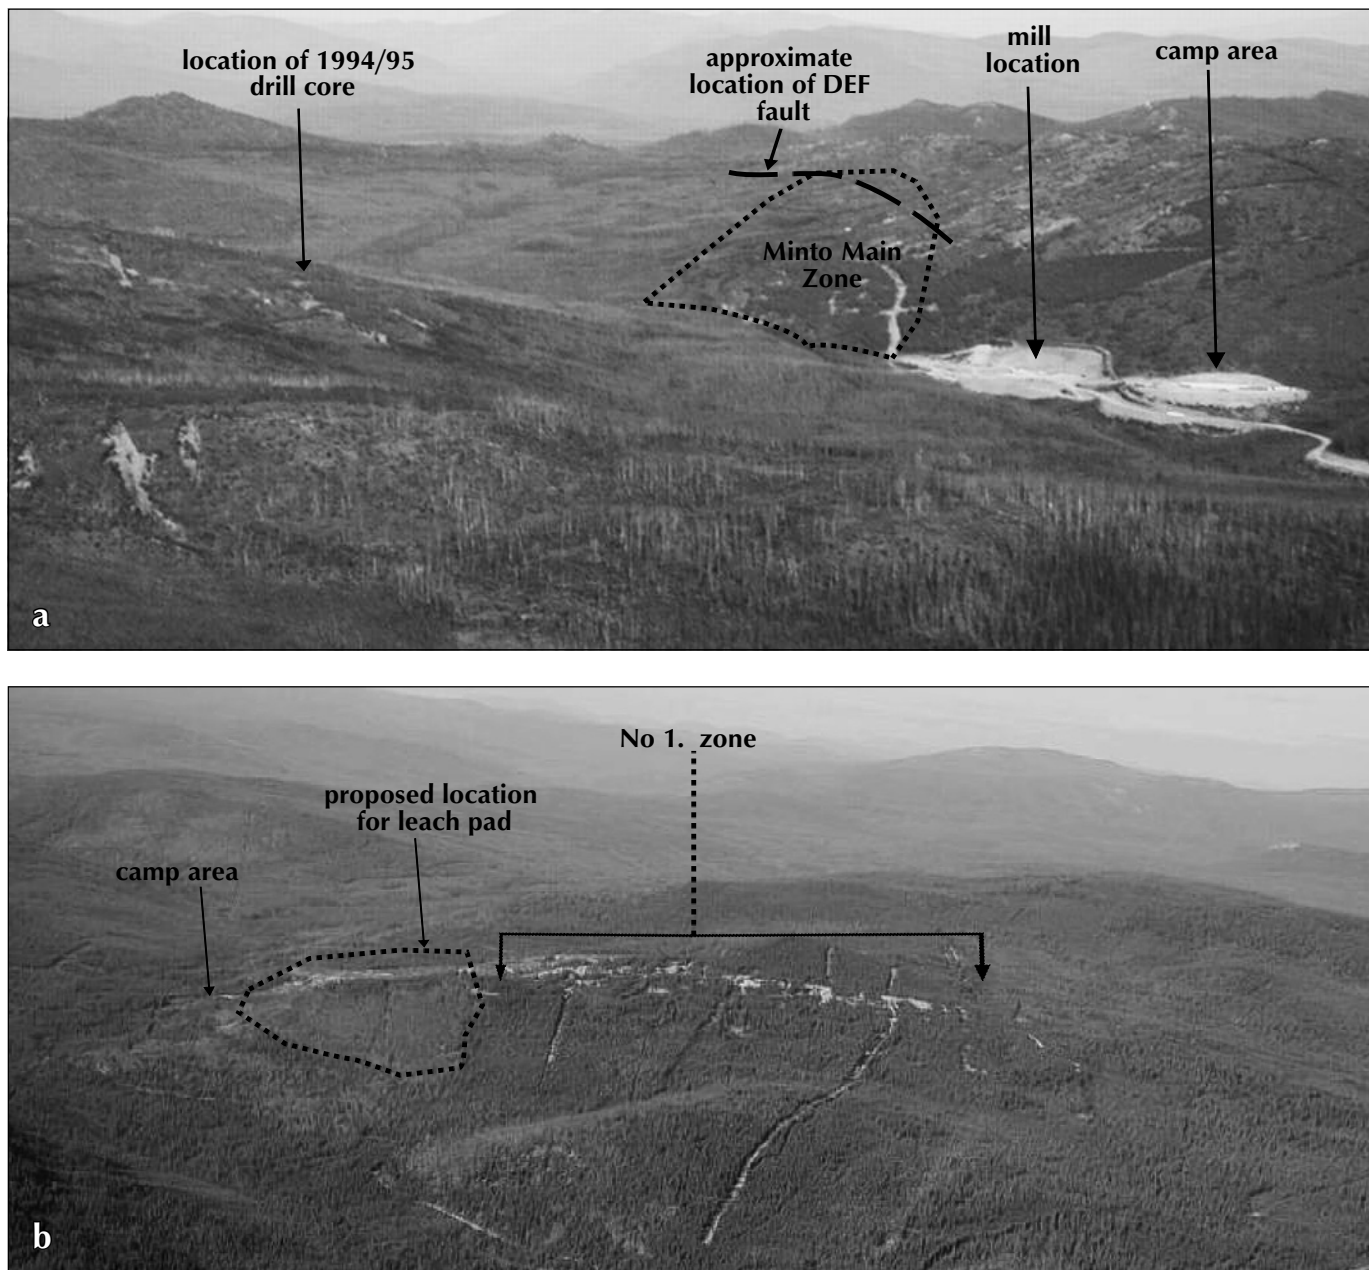 location of 1994/95
drill core
approximate
location of DEF
fault
mill
location
camp area
Minto Main
Zone
a
No 1. zone
proposed location
for leach pad
camp area
b